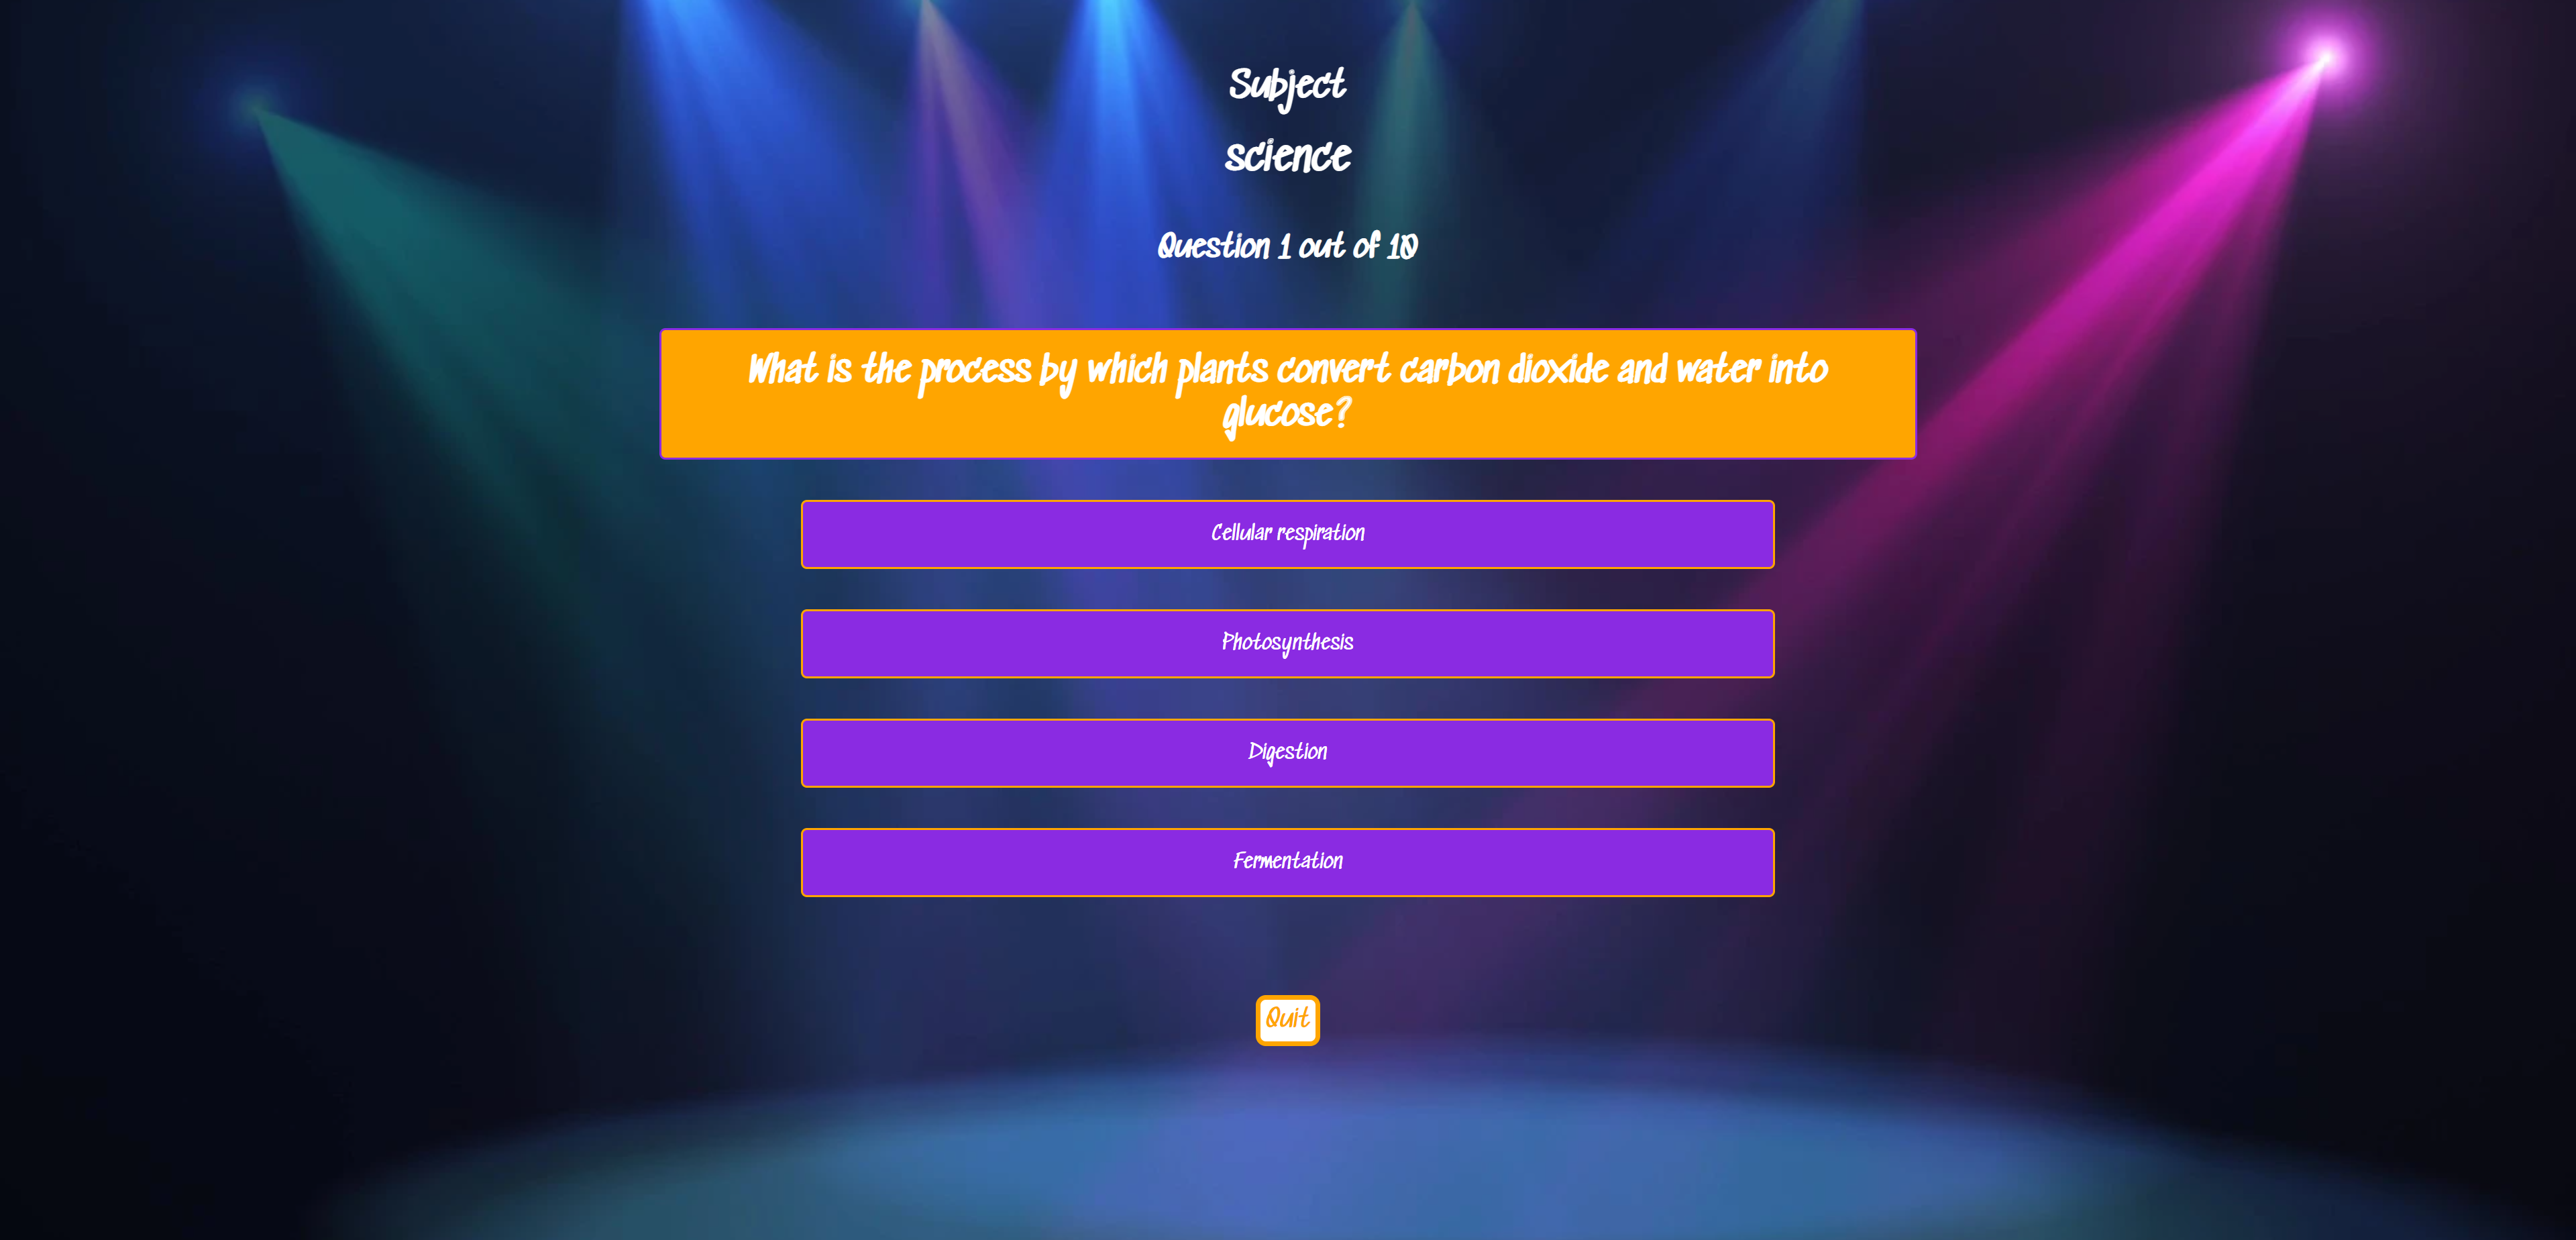 Subject
science
Question 1 out of 10
What is the process by which plants convert carbon dioxide and water into
glucose?
Cellular respiration
Photosynthesis
Digestion
Fermentation
Quit